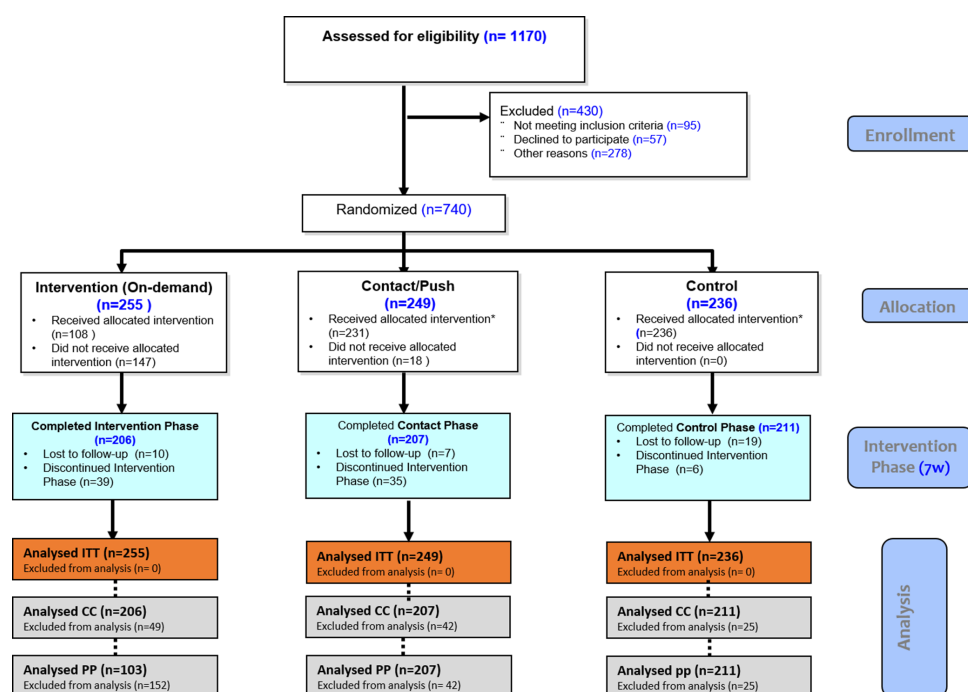 Assessed for eligibility (n= 1170)
Excluded (n=430)
¨ Not meeting inclusion criteria (n=95)
¨ Declined to participate (n=57)
¨ Other reasons (n=278)
Enrollment
Randomized (n=740)
Intervention (On-demand)
(n=255 )
• Received allocated intervention
(n=108 )
• Did not receive allocated
intervention (n=147)
Contact/Push
(n=249)
• Received allocated intervention*
(n=231)
• Did not receive allocated
intervention (n=18 )
Control
(n=236)
• Received allocated intervention*
(n=236)
• Did not receive allocated
intervention (n=0)
Allocation
Completed Intervention Phase
(n=206)
• Lost to follow-up (n=10)
• Discontinued Intervention
Phase (n=39)
Completed Contact Phase
(n=207)
• Lost to follow-up (n=7)
• Discontinued Intervention
Phase (n=35)
Completed Control Phase (n=211)
• Lost to follow-up (n=19)
• Discontinued Intervention
Phase (n=6)
Intervention
Phase (7w)
Analysed ITT (n=255)
Excluded from analysis (n= 0)
Analysed ITT (n=249)
Excluded from analysis (n= 0)
Analysed ITT (n=236)
Excluded from analysis (n= 0)
Analysed CC (n=206)
Excluded from analysis (n=49)
Analysed CC (n=207)
Excluded from analysis (n=42)
Analysed CC (n=211)
Excluded from analysis (n=25)
Analysed PP (n=103)
Excluded from analysis (n=152)
Analysed PP (n=207)
Excluded from analysis (n= 42)
Analysed pp (n=211)
Excluded from analysis (n=25)
Analysis